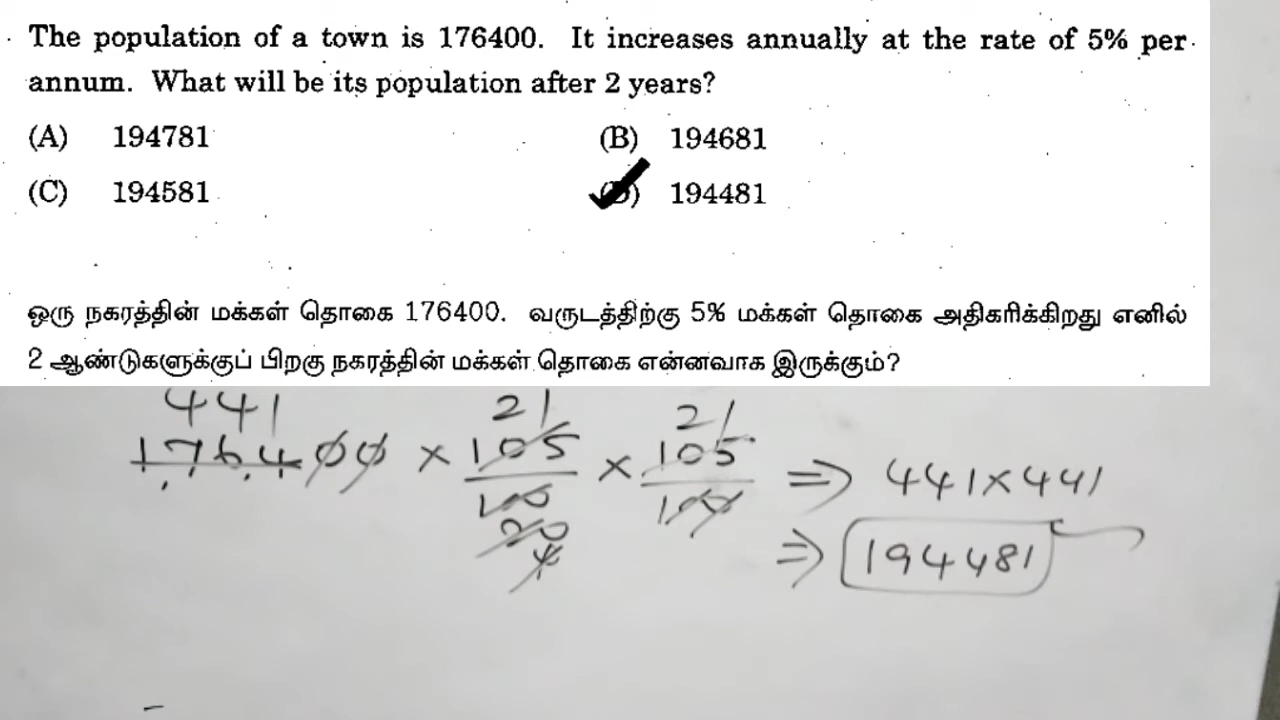 The population of a town is 176400. It increases annually at the rate of 5% per
annum. What will be its population after 2 years?
(A) 194781 (B) 194681
(C) 194581 (D) 194481
ஒரு நகரத்தின் மக்கள் தொகை 176400. வருடத்திற்கு 5% மக்கள் தொகை அதிகரிக்கிறது எனில்
2 ஆண்டுகளுக்குப் பிறகு நகரத்தின் மக்கள் தொகை என்னவாக இருக்கும்?
441 21 21
176400 × 105 × 105 ⇒ 441×441
100 100
20
4
⇒ 194481